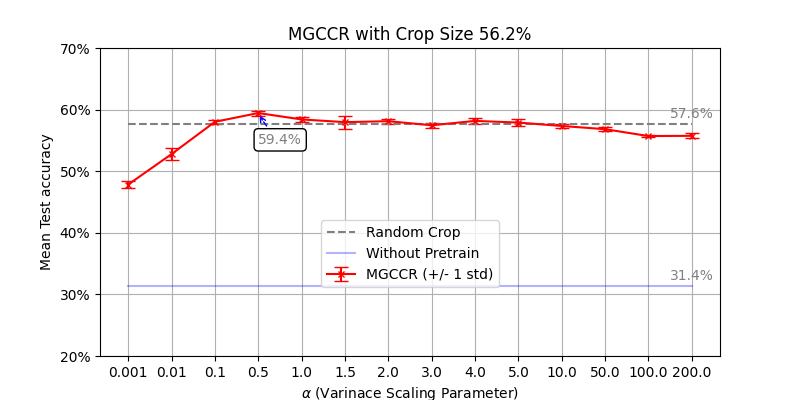 MGCCR with Crop Size 56.2%
70%
60%
50%
40%
30%
20%
Mean Test accuracy
57.6%
59.4%
31.4%
Random Crop
Without Pretrain
MGCCR (+/- 1 std)
0.001 0.01 0.1 0.5 1.0 1.5 2.0 3.0 4.0 5.0 10.0 50.0 100.0 200.0
α (Varinace Scaling Parameter)